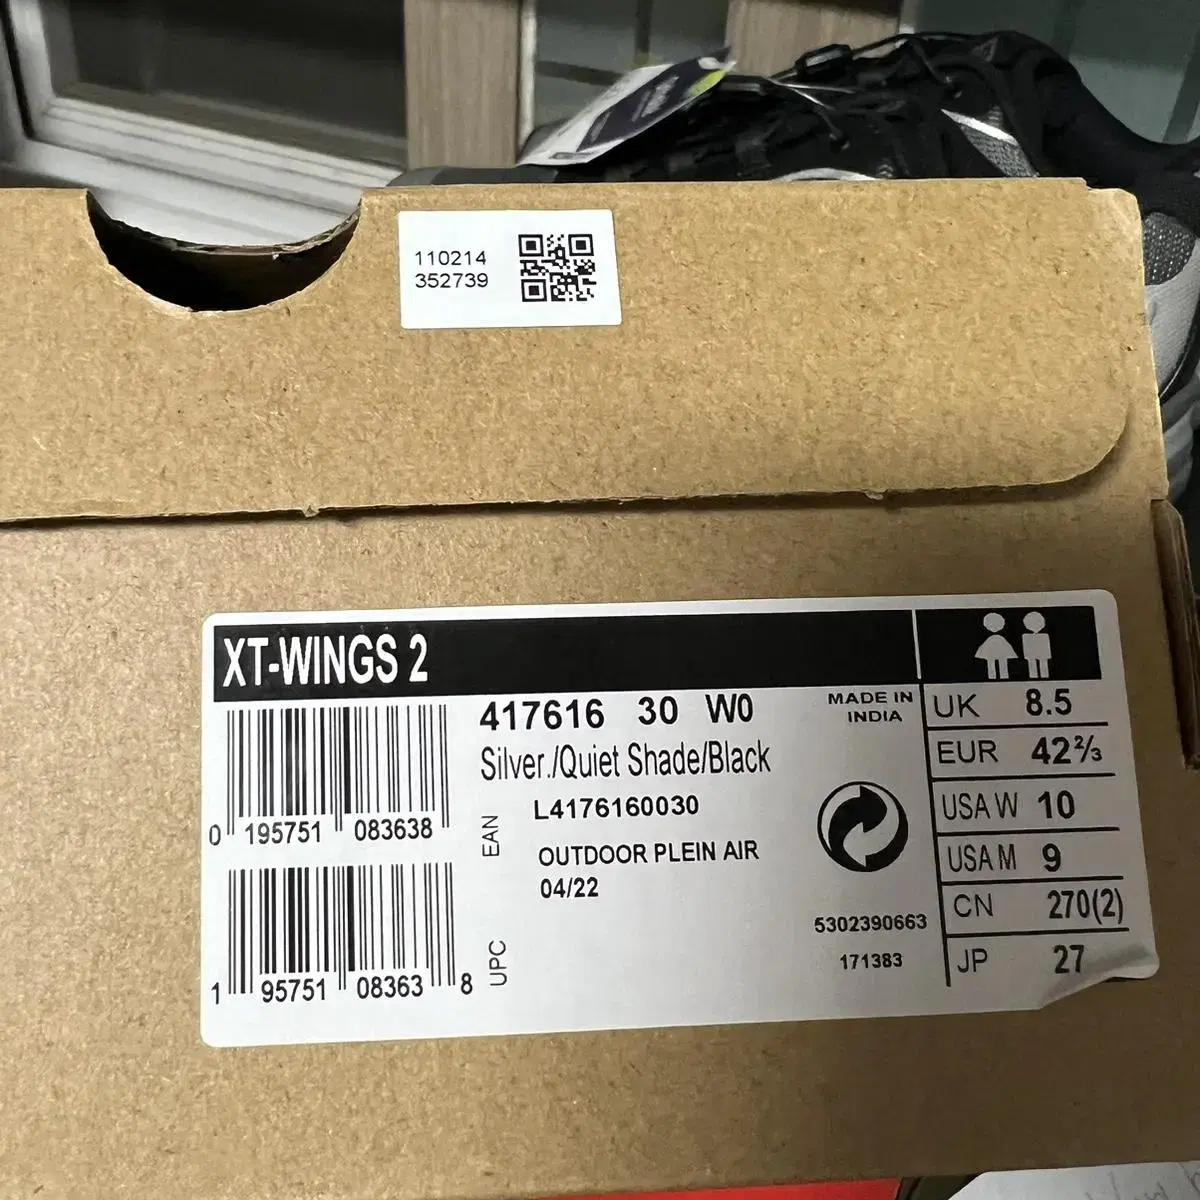 110214
352739
XT-WINGS 2
417616 30 W0
Silver./Quiet Shade/Black
L4176160030
OUTDOOR PLEIN AIR
04/22
MADE IN
INDIA
5302390663
171383
0 195751 083638
EAN
1 95751 08363 8
UPC
UK 8.5
EUR 42⅔
USA W 10
USA M 9
CN 270(2)
JP 27